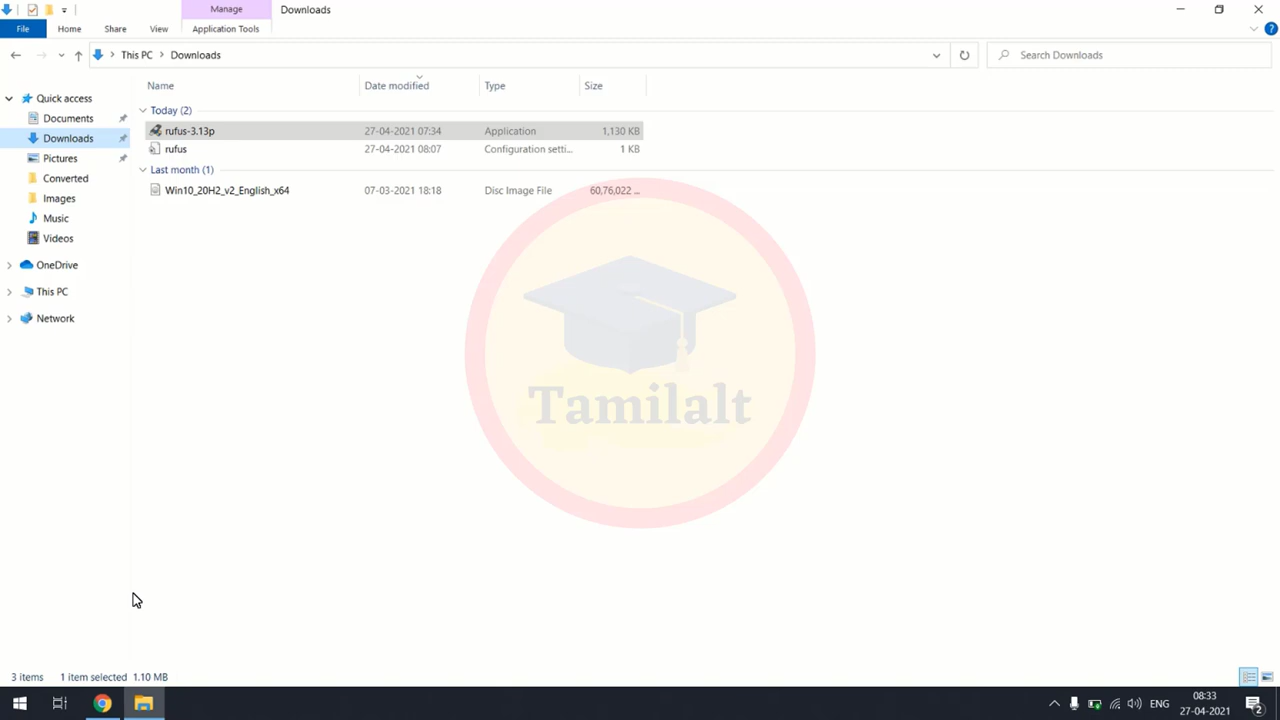 Manage
Downloads
File
Home
Share
View
Application Tools
This PC
Downloads
Search Downloads
Name
Date modified
Type
Size
Quick access
Documents
Downloads
Pictures
Converted
Images
Music
Videos
OneDrive
This PC
Network
Today (2)
rufus-3.13p 27-04-2021 07:34 Application 1,130 KB
rufus 27-04-2021 08:07 Configuration setti... 1 KB
Last month (1)
Win10_20H2_v2_English_x64 07-03-2021 18:18 Disc Image File 60,76,022 ...
Tamilalt
3 items 1 item selected 1.10 MB
ENG
08:33
27-04-2021
2